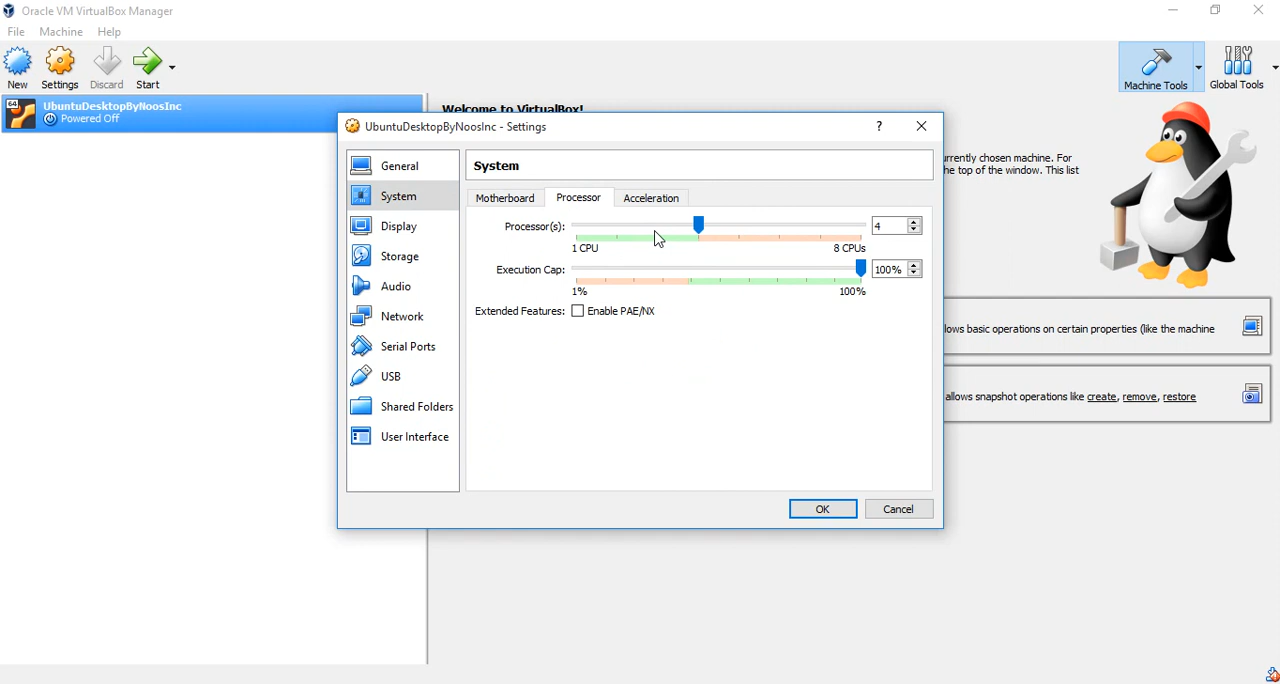 Oracle VM VirtualBox Manager
File Machine Help
New Settings Discard Start
Machine Tools Global Tools
64
UbuntuDesktopByNoosInc
Powered Off
Welcome to VirtualBox!
currently chosen machine. For
the top of the window. This list
lows basic operations on certain properties (like the machine
allows snapshot operations like create, remove, restore
UbuntuDesktopByNoosInc - Settings ?
General
System
Display
Storage
Audio
Network
Serial Ports
USB
Shared Folders
User Interface
System
Motherboard Processor Acceleration
Processor(s): 4
1 CPU 8 CPUs
Execution Cap: 100%
1% 100%
Extended Features: Enable PAE/NX
OK Cancel